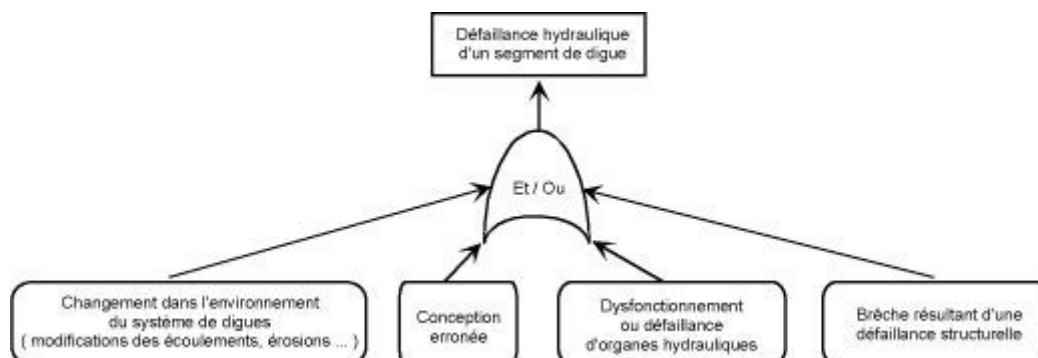 Défaillance hydraulique
d'un segment de digue
Et / Ou
Changement dans l'environnement
du système de digues
( modifications des écoulements, érosions ... )
Conception
erronée
Dysfonctionnement
ou défaillance
d'organes hydrauliques
Brèche résultant d'une
défaillance structurelle